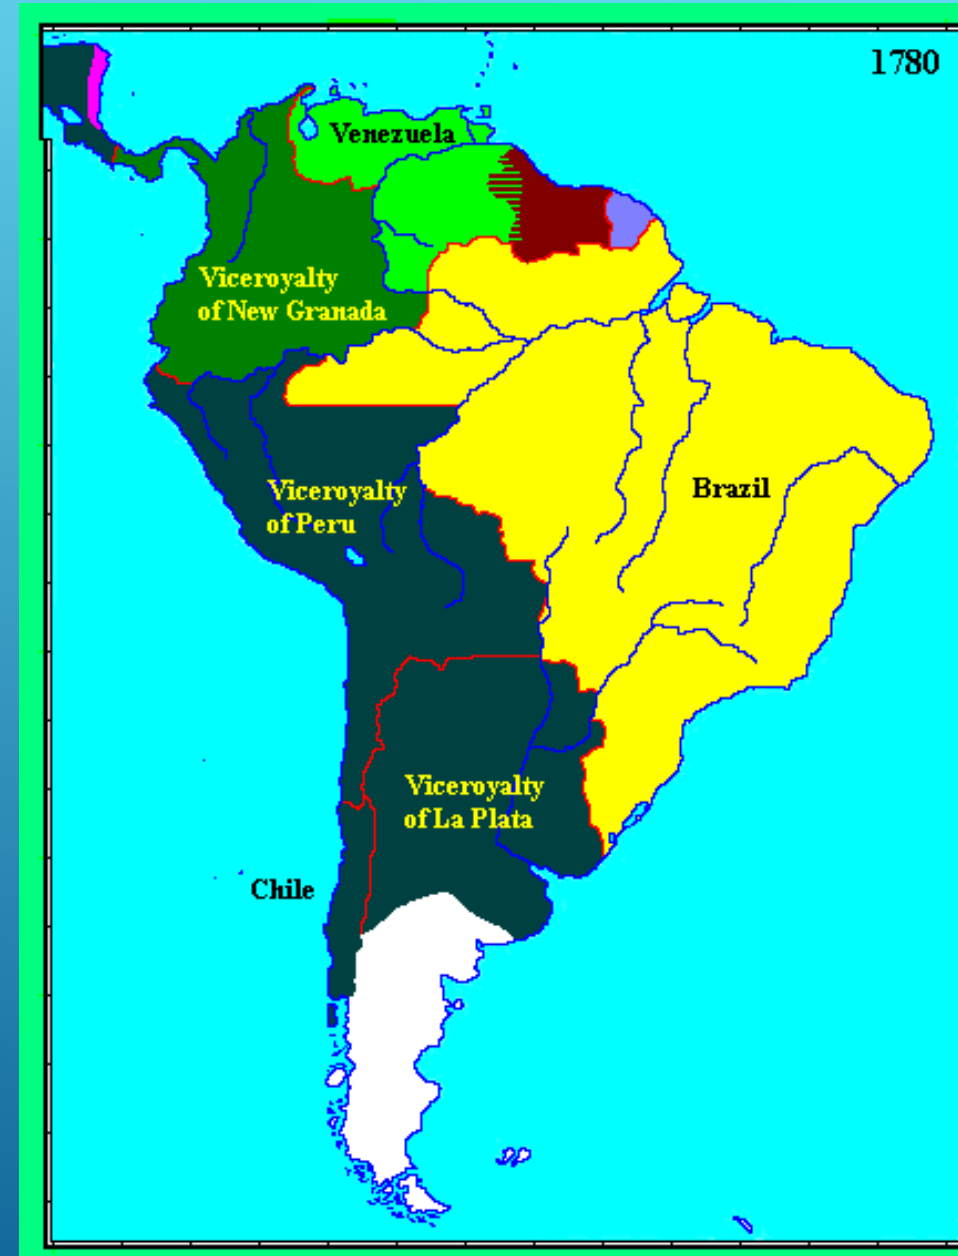 1780
Venezuela
Viceroyalty
of New Granada
Viceroyalty
of Peru
Brazil
Viceroyalty
of La Plata
Chile